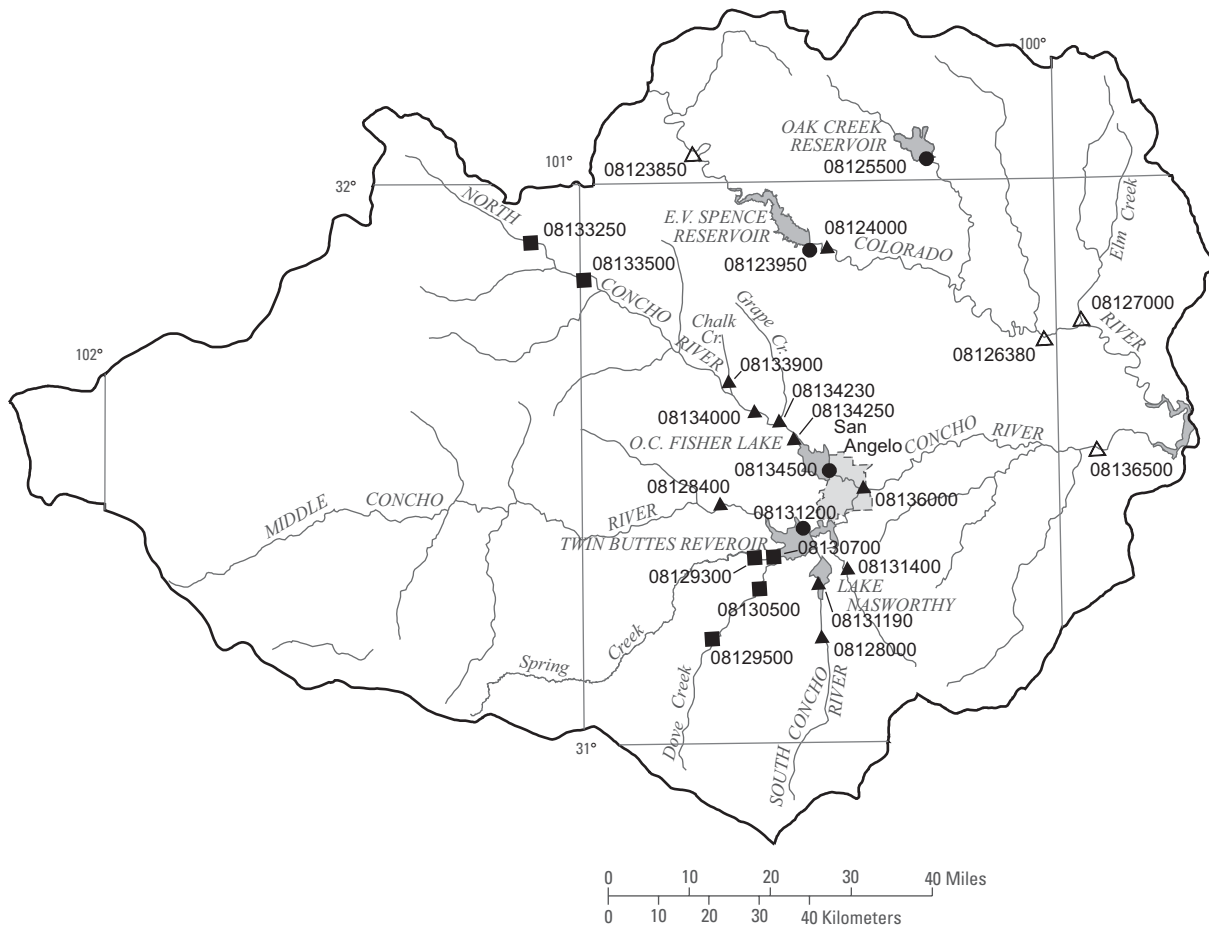 100°
OAK CREEK
RESERVOIR
08125500
101°
08123850
32°
NORTH
Elm Creek
E.V. SPENCE
RESERVOIR
08124000
08133250
COLORADO
08123950
08133500
CONCHO
RIVER
Grape Cr.
Chalk
Cr.
08127000
RIVER
102°
08126380
08133900
08134230
08134000
08134250
San
Angelo
O.C. FISHER LAKE
CONCHO RIVER
08134500
08136500
08128400
08136000
MIDDLE CONCHO
RIVER
08131200
TWIN BUTTES REVEROIR
08130700
08129300
08131400
LAKE
NASWORTHY
08130500
08131190
08129500
08128000
Spring Creek
Dove Creek
SOUTH CONCHO
RIVER
31°
0 10 20 30 40 Miles
0 10 20 30 40 Kilometers